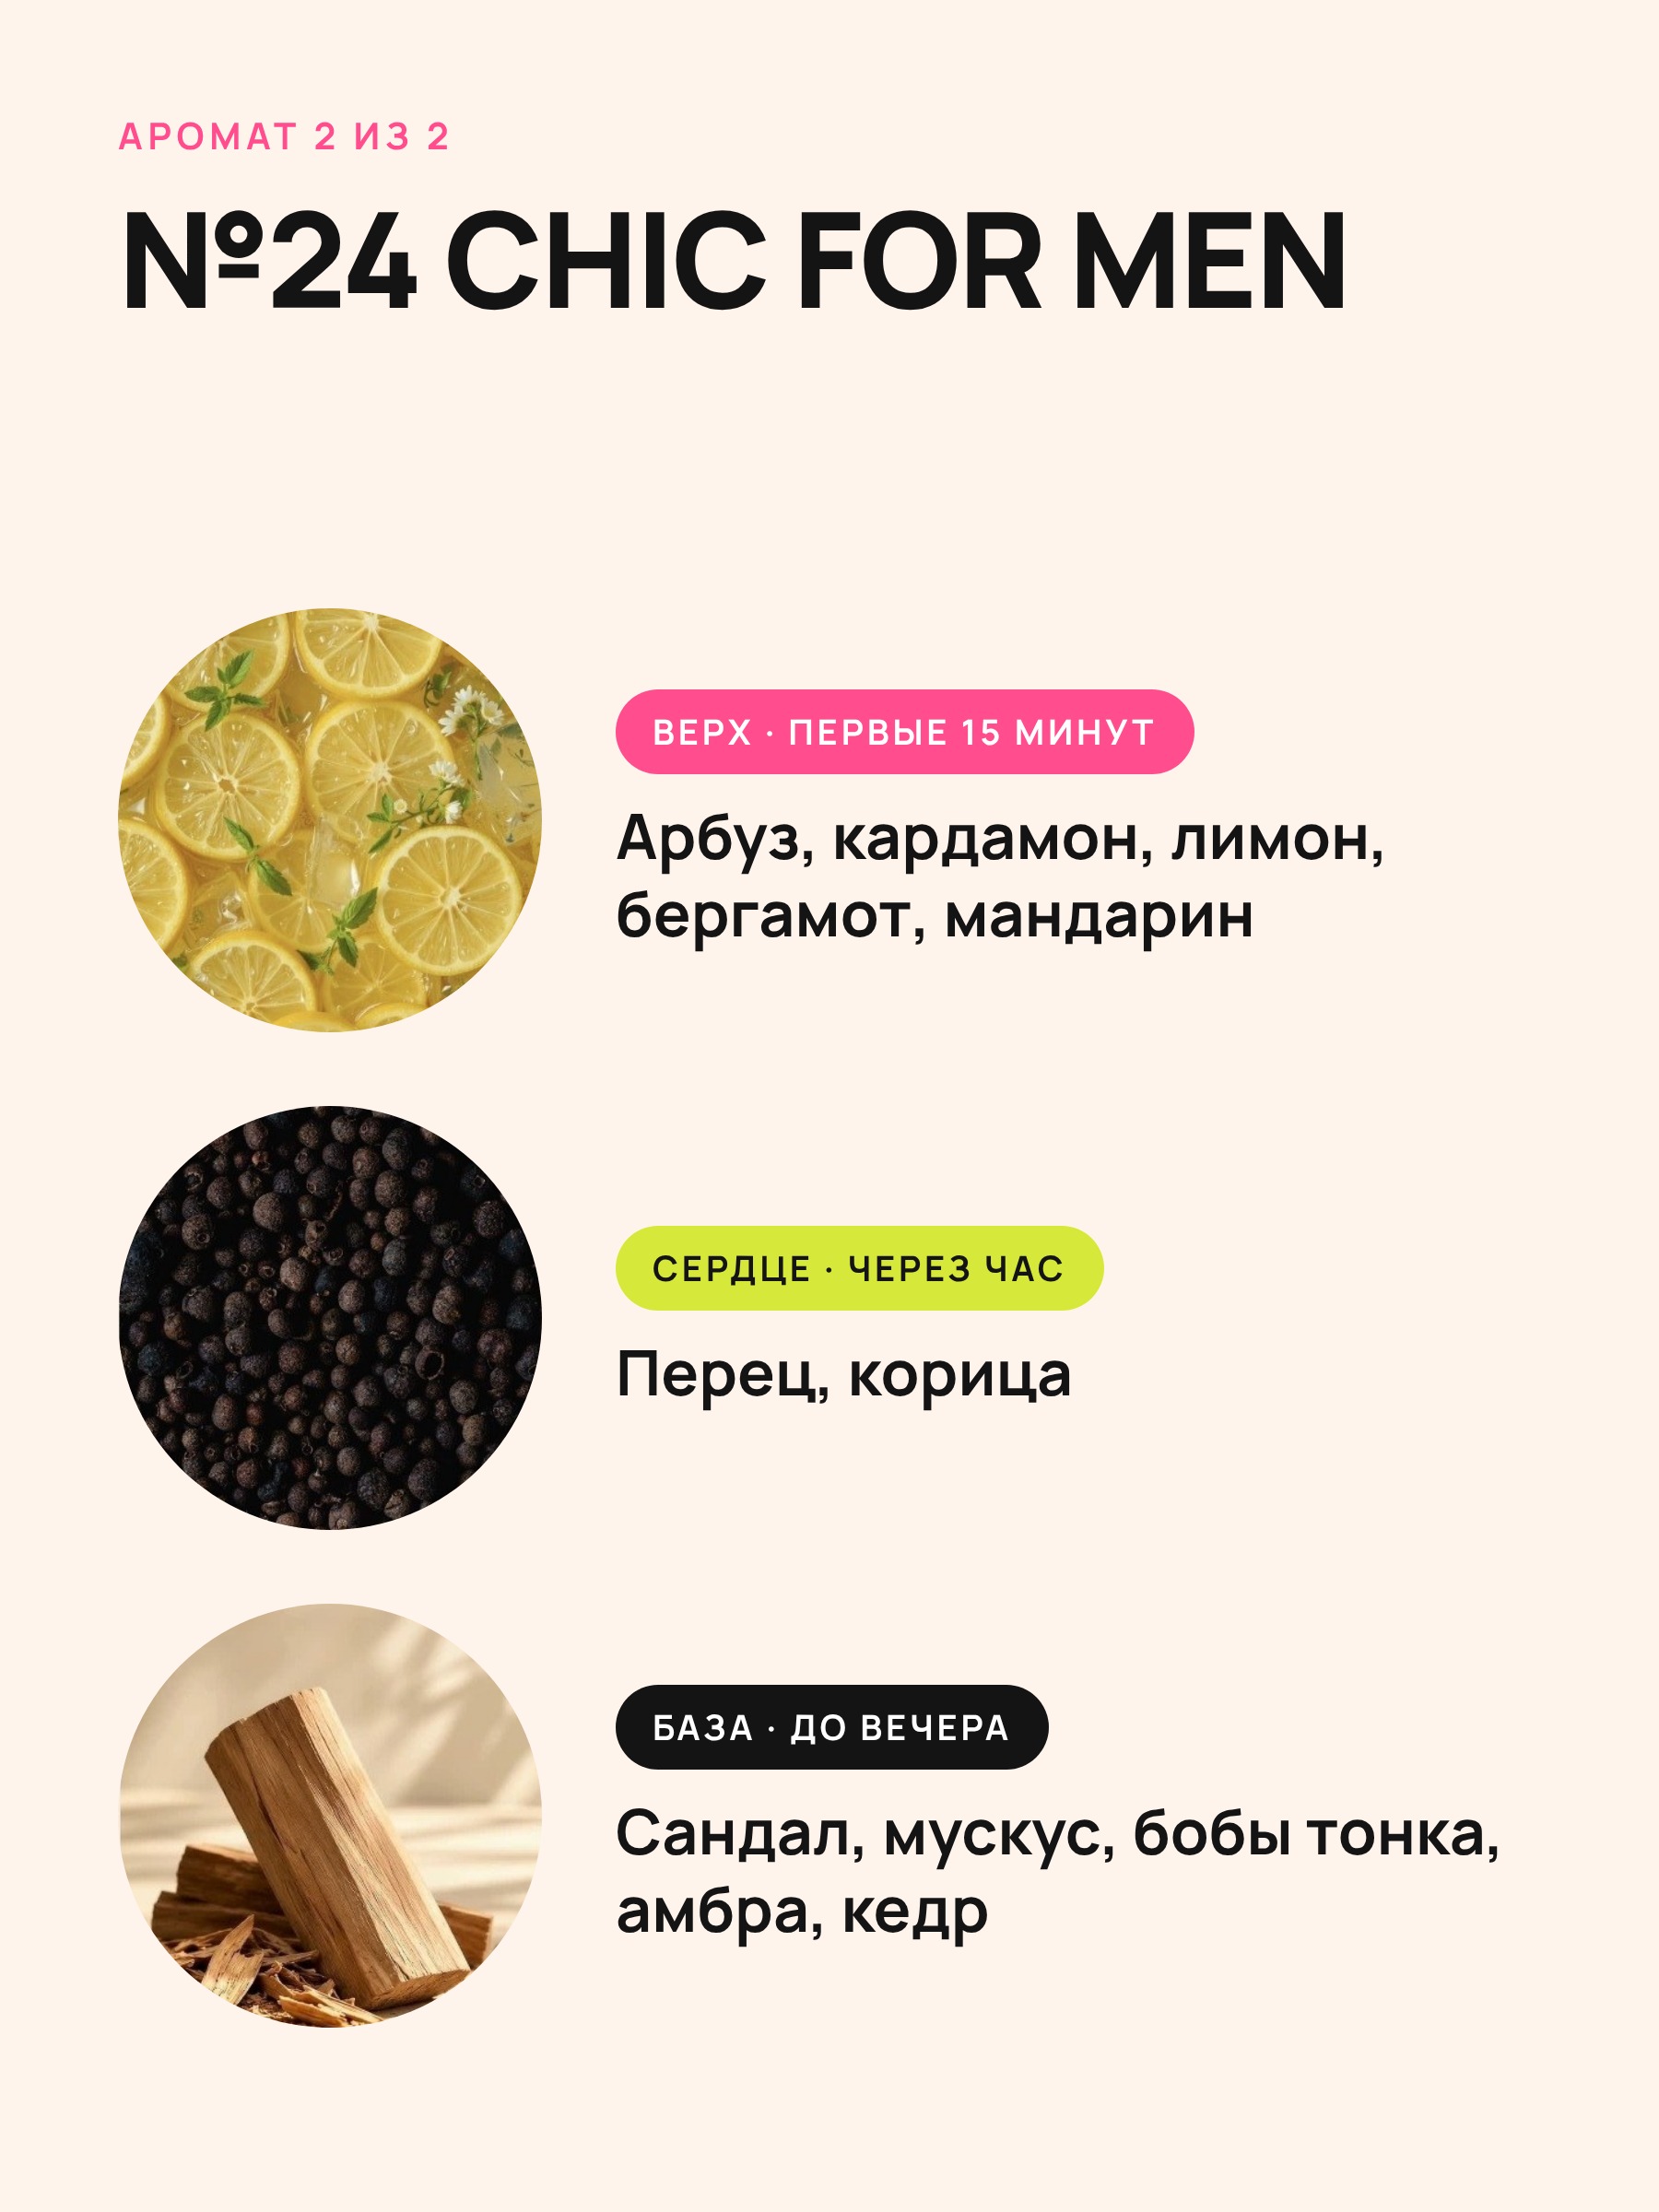 АРОМАТ 2 ИЗ 2
№24 CHIC FOR MEN
ВЕРХ · ПЕРВЫЕ 15 МИНУТ
Арбуз, кардамон, лимон,
бергамот, мандарин
СЕРДЦЕ · ЧЕРЕЗ ЧАС
Перец, корица
БАЗА · ДО ВЕЧЕРА
Сандал, мускус, бобы тонка,
амбра, кедр